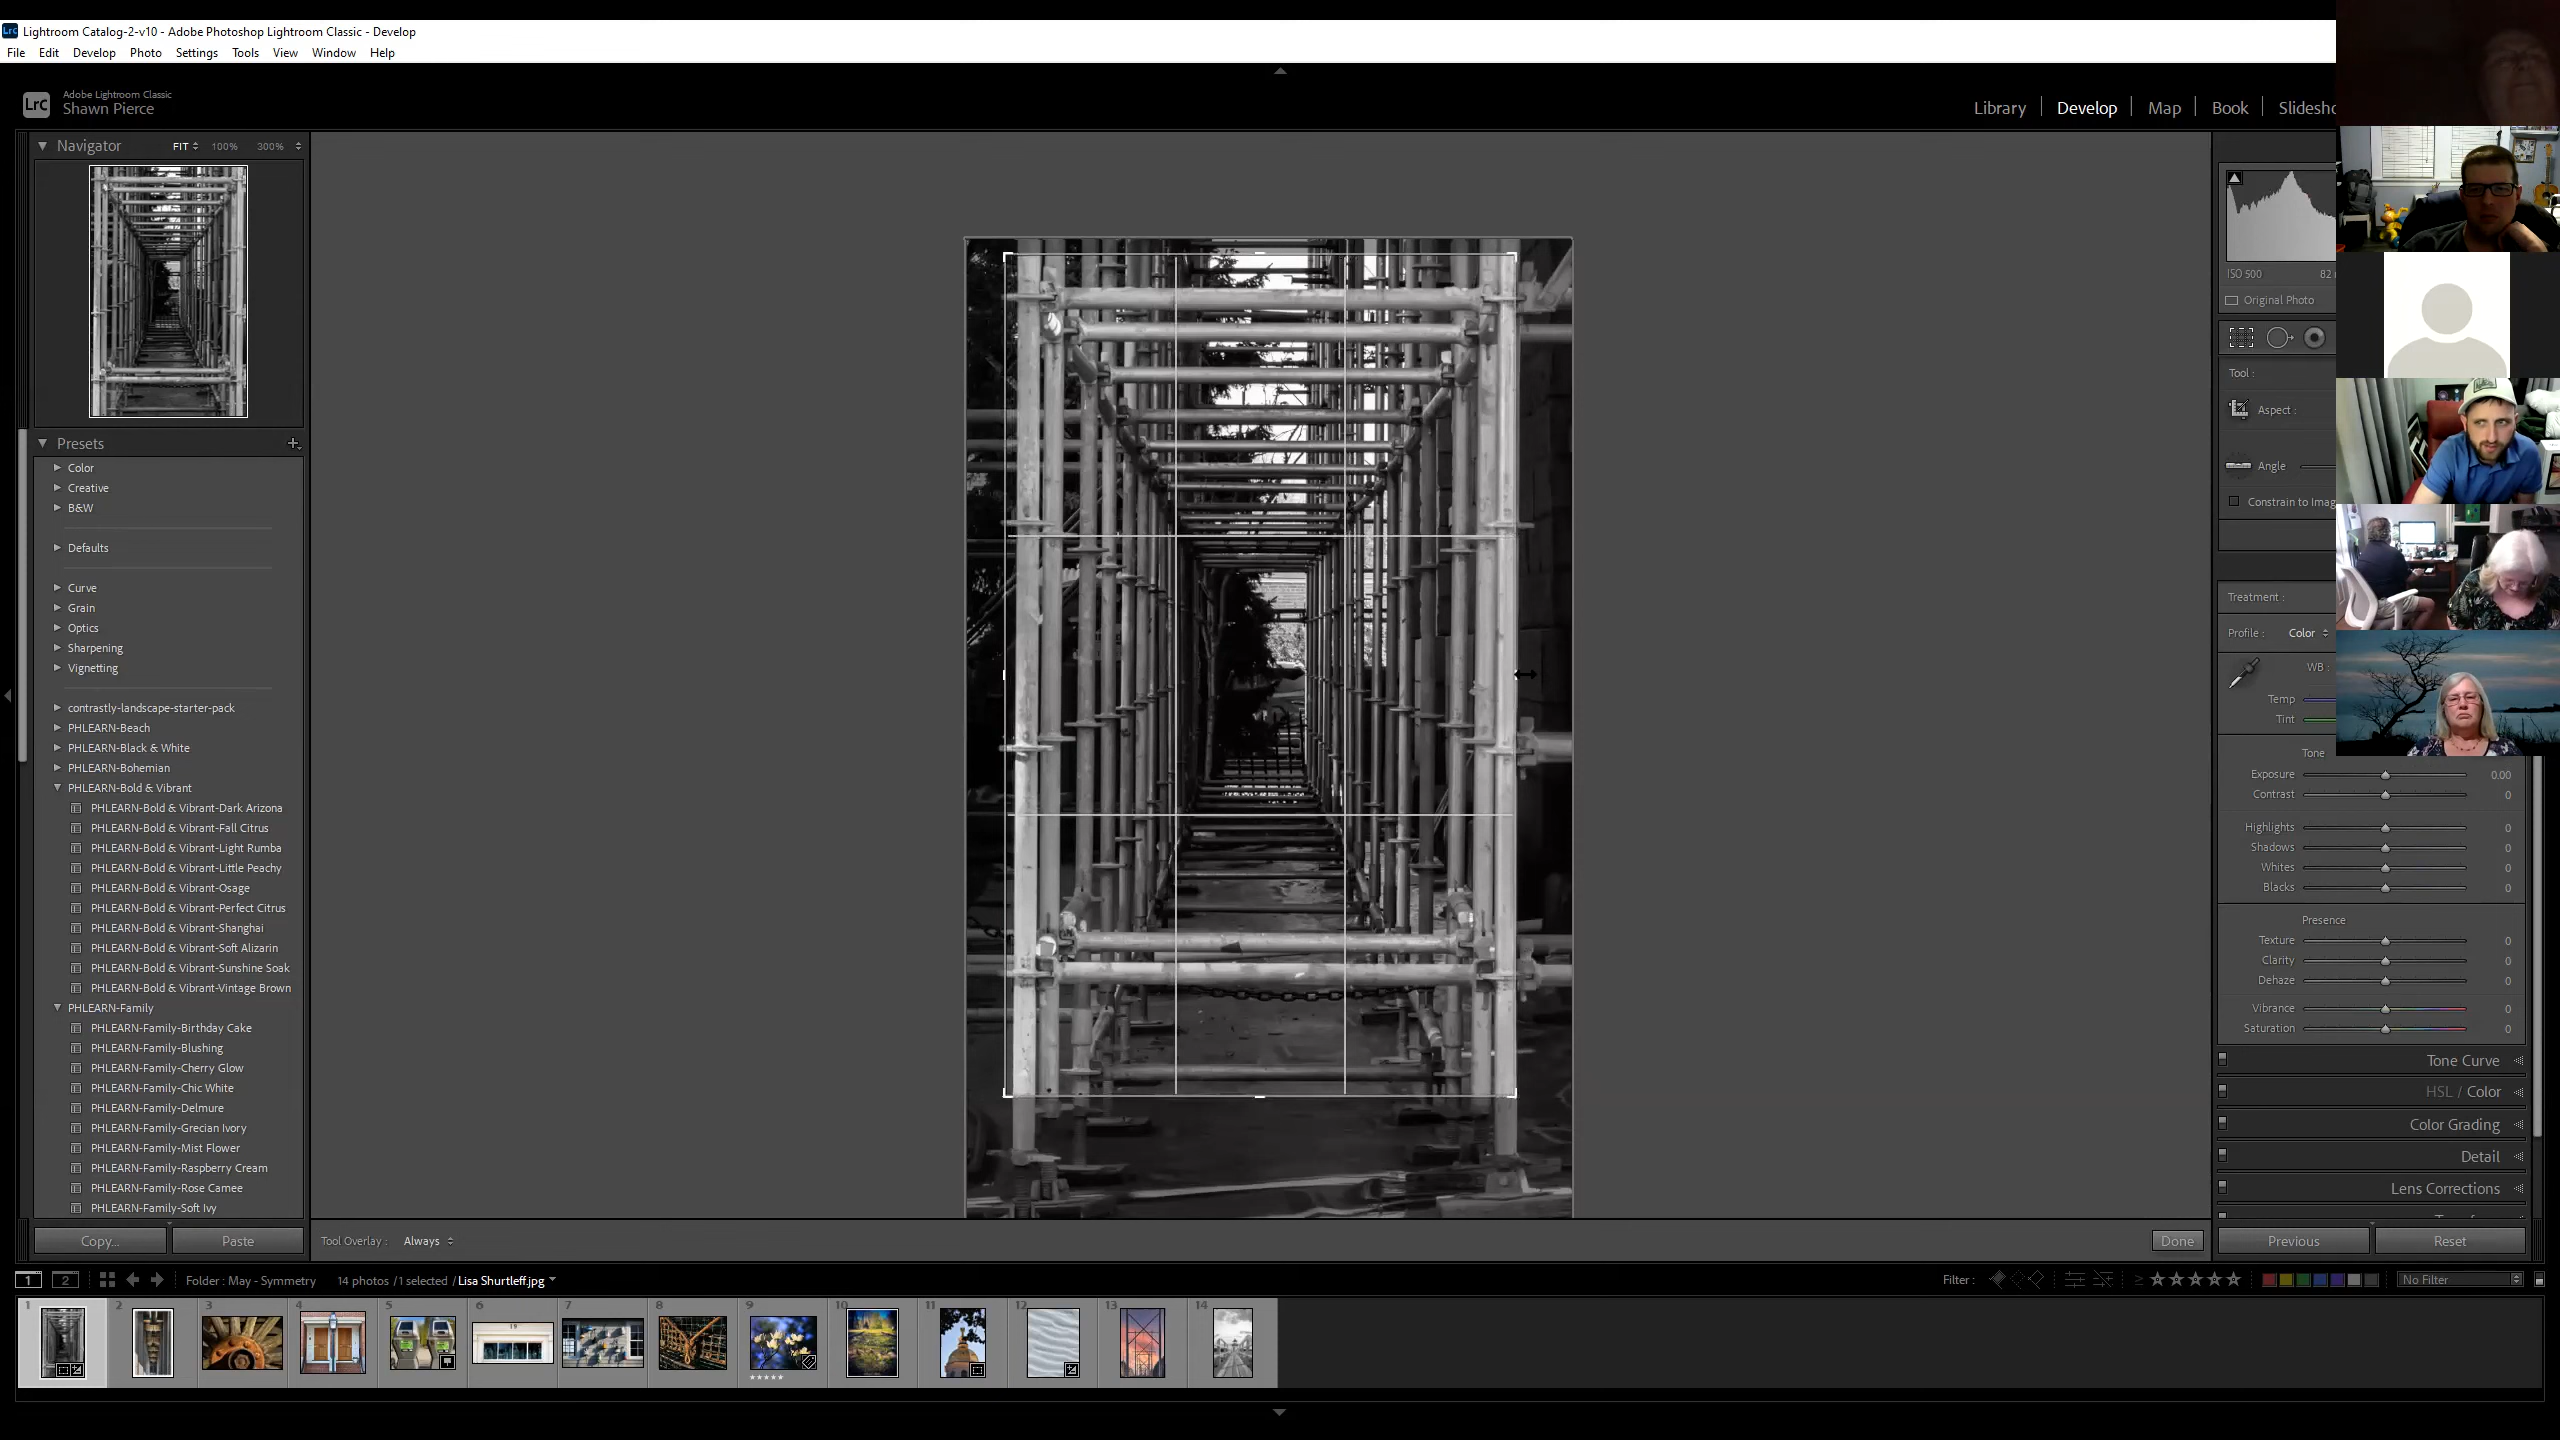 Lrc Lightroom Catalog-2-v10 - Adobe Photoshop Lightroom Classic - Develop
File Edit Develop Photo Settings Tools View Window Help
LrC Adobe Lightroom Classic
Shawn Pierce
Library | Develop | Map | Book | Slidesho
Navigator FIT 100% 300%
ISO 500 82
Original Photo
Tool :
Aspect :
Angle
Constrain to Imag
Presets
Color
Creative
B&W
Defaults
Curve
Grain
Optics
Sharpening
Vignetting
contrastly-landscape-starter-pack
PHLEARN-Beach
PHLEARN-Black & White
PHLEARN-Bohemian
PHLEARN-Bold & Vibrant
PHLEARN-Bold & Vibrant-Dark Arizona
PHLEARN-Bold & Vibrant-Fall Citrus
PHLEARN-Bold & Vibrant-Light Rumba
PHLEARN-Bold & Vibrant-Little Peachy
PHLEARN-Bold & Vibrant-Osage
PHLEARN-Bold & Vibrant-Perfect Citrus
PHLEARN-Bold & Vibrant-Shanghai
PHLEARN-Bold & Vibrant-Soft Alizarin
PHLEARN-Bold & Vibrant-Sunshine Soak
PHLEARN-Bold & Vibrant-Vintage Brown
PHLEARN-Family
PHLEARN-Family-Birthday Cake
PHLEARN-Family-Blushing
PHLEARN-Family-Cherry Glow
PHLEARN-Family-Chic White
PHLEARN-Family-Delmure
PHLEARN-Family-Grecian Ivory
PHLEARN-Family-Mist Flower
PHLEARN-Family-Raspberry Cream
PHLEARN-Family-Rose Camee
PHLEARN-Family-Soft Ivy
Treatment :
Profile : Color
WB :
Temp
Tint
Tone
Exposure 0.00
Contrast 0
Highlights 0
Shadows 0
Whites 0
Blacks 0
Presence
Texture 0
Clarity 0
Dehaze 0
Vibrance 0
Saturation 0
Tone Curve
HSL / Color
Color Grading
Detail
Lens Corrections
Copy... Paste
Tool Overlay : Always
Done
Previous Reset
1 2 Folder : May - Symmetry 14 photos / 1 selected / Lisa Shurtleff.jpg
Filter : No Filter
1 2 3 4 5 6 7 8 9 10 11 12 13 14